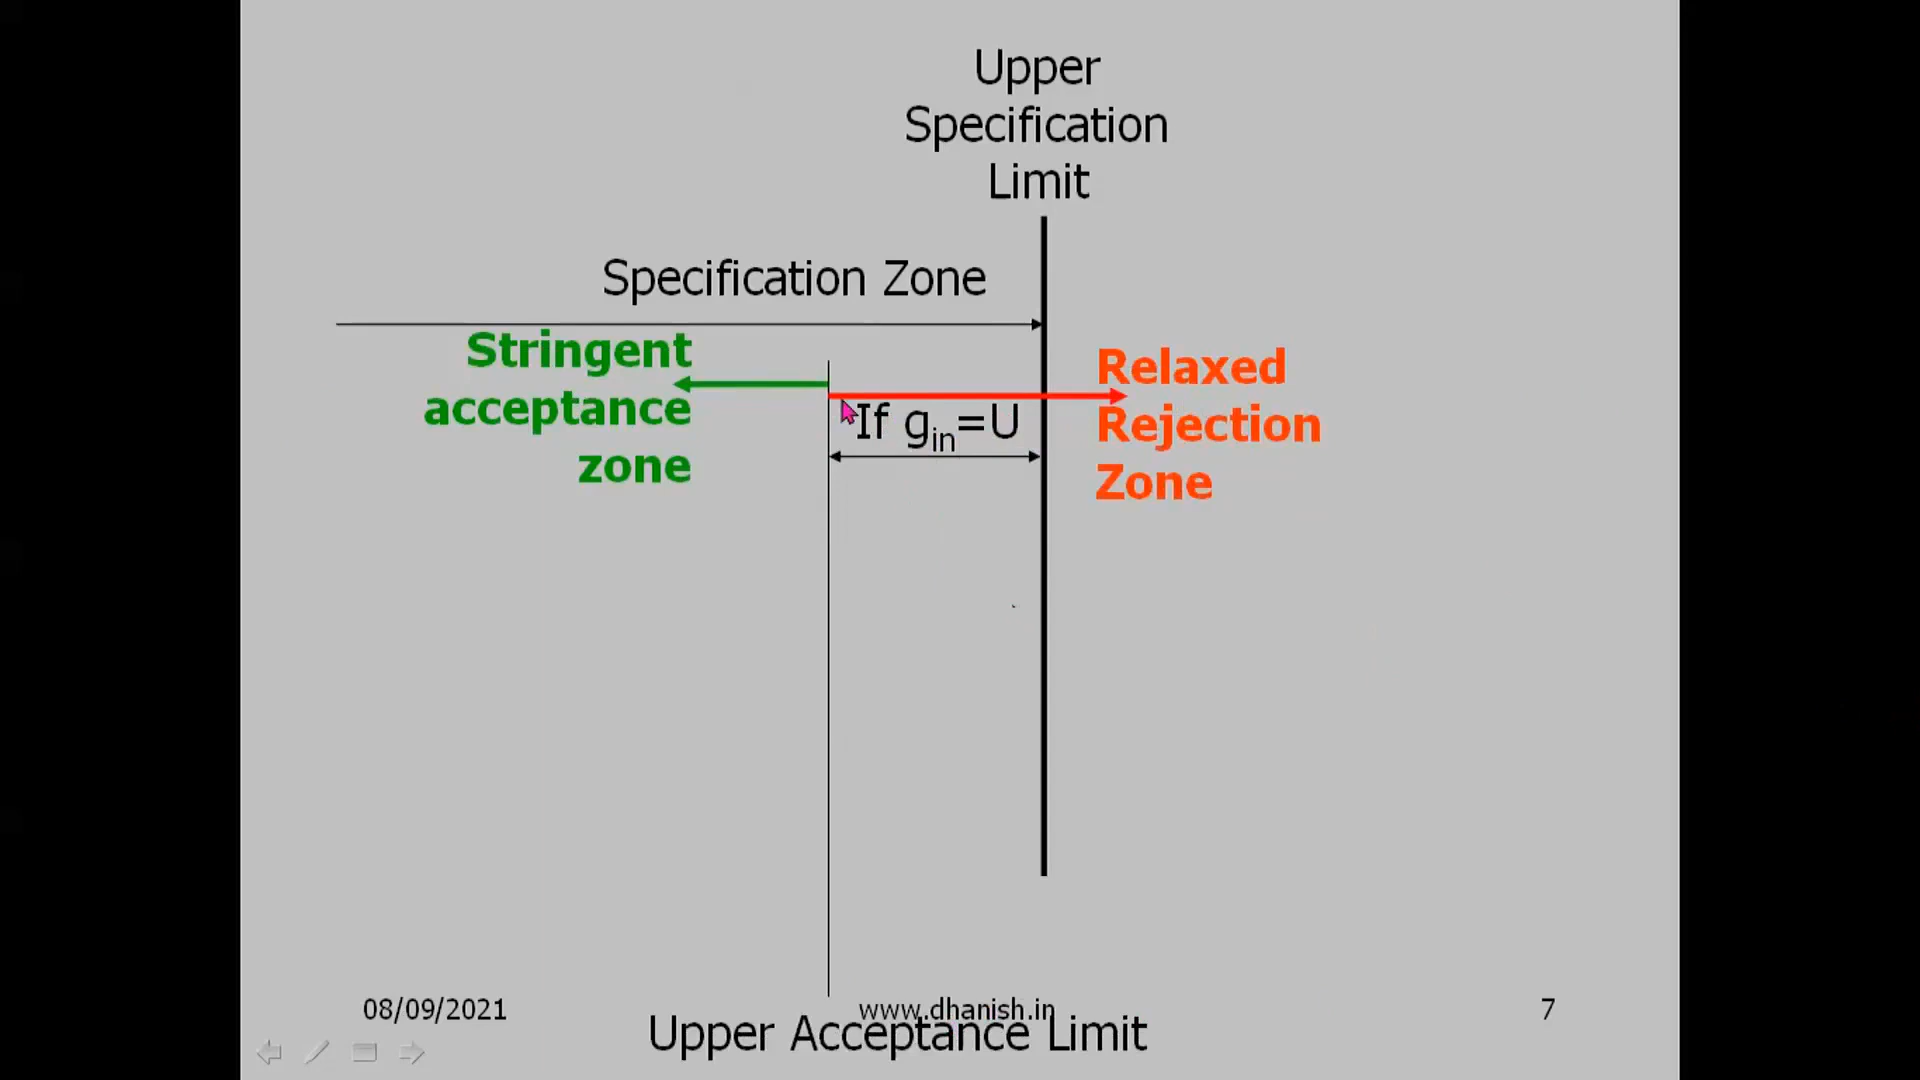 Upper
Specification
Limit
Specification Zone
Stringent
acceptance
zone
If gin=U
Relaxed
Rejection
Zone
08/09/2021
www.dhanish.in
7
Upper Acceptance Limit